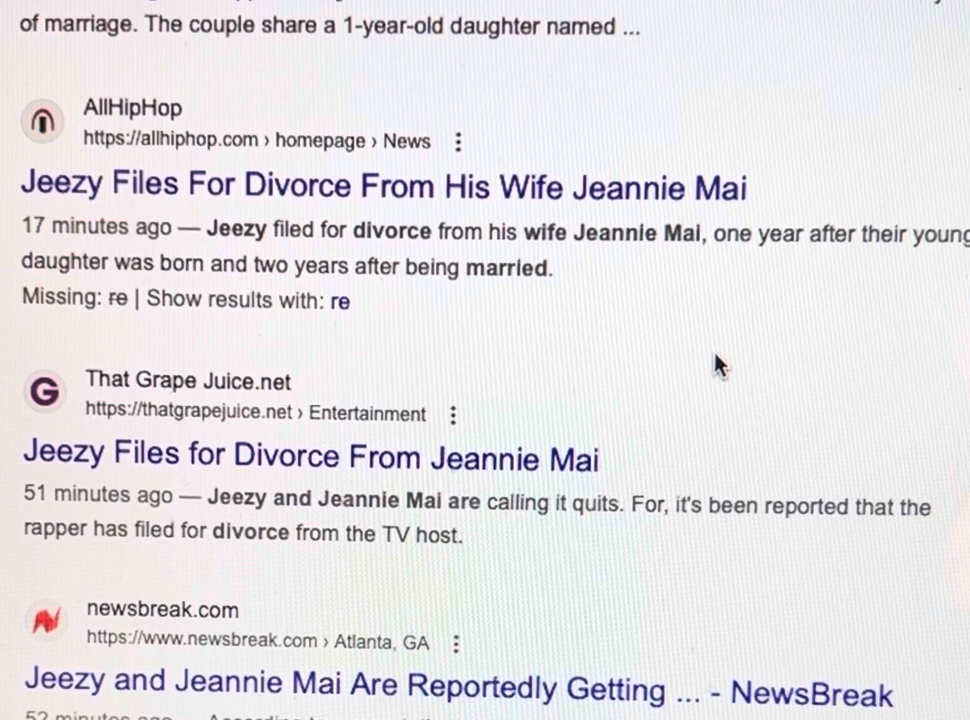 of marriage. The couple share a 1-year-old daughter named ...
AllHipHop
https://allhiphop.com › homepage › News
Jeezy Files For Divorce From His Wife Jeannie Mai
17 minutes ago — Jeezy filed for divorce from his wife Jeannie Mai, one year after their young
daughter was born and two years after being married.
Missing: re | Show results with: re
G
That Grape Juice.net
https://thatgrapejuice.net › Entertainment
Jeezy Files for Divorce From Jeannie Mai
51 minutes ago — Jeezy and Jeannie Mai are calling it quits. For, it's been reported that the
rapper has filed for divorce from the TV host.
newsbreak.com
https://www.newsbreak.com › Atlanta, GA
Jeezy and Jeannie Mai Are Reportedly Getting ... - NewsBreak
52 minutes ago — According to